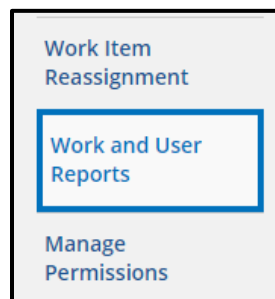 Work Item
Reassignment
Work and User
Reports
Manage
Permissions